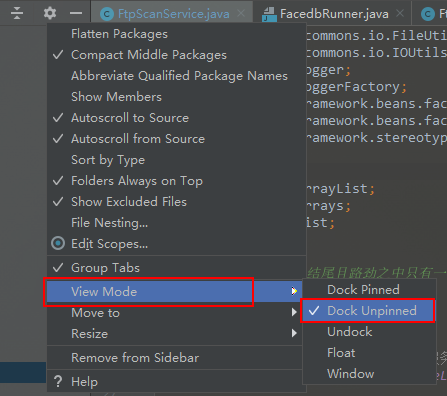 FtpScanService.java
FacedbRunner.java
Flatten Packages
Compact Middle Packages
Abbreviate Qualified Package Names
Show Members
Autoscroll to Source
Autoscroll from Source
Sort by Type
Folders Always on Top
Show Excluded Files
File Nesting...
Edit Scopes...
Group Tabs
View Mode
Move to
Resize
Remove from Sidebar
Help
Dock Pinned
Dock Unpinned
Undock
Float
Window
commons.io.FileUtil
commons.io.IOUtils
ogger;
oggerFactory;
ramework.beans.fac
ramework.beans.fac
ramework.stereotyp
rrayList;
rrays;
ist;
结尾且路劲之中只有一